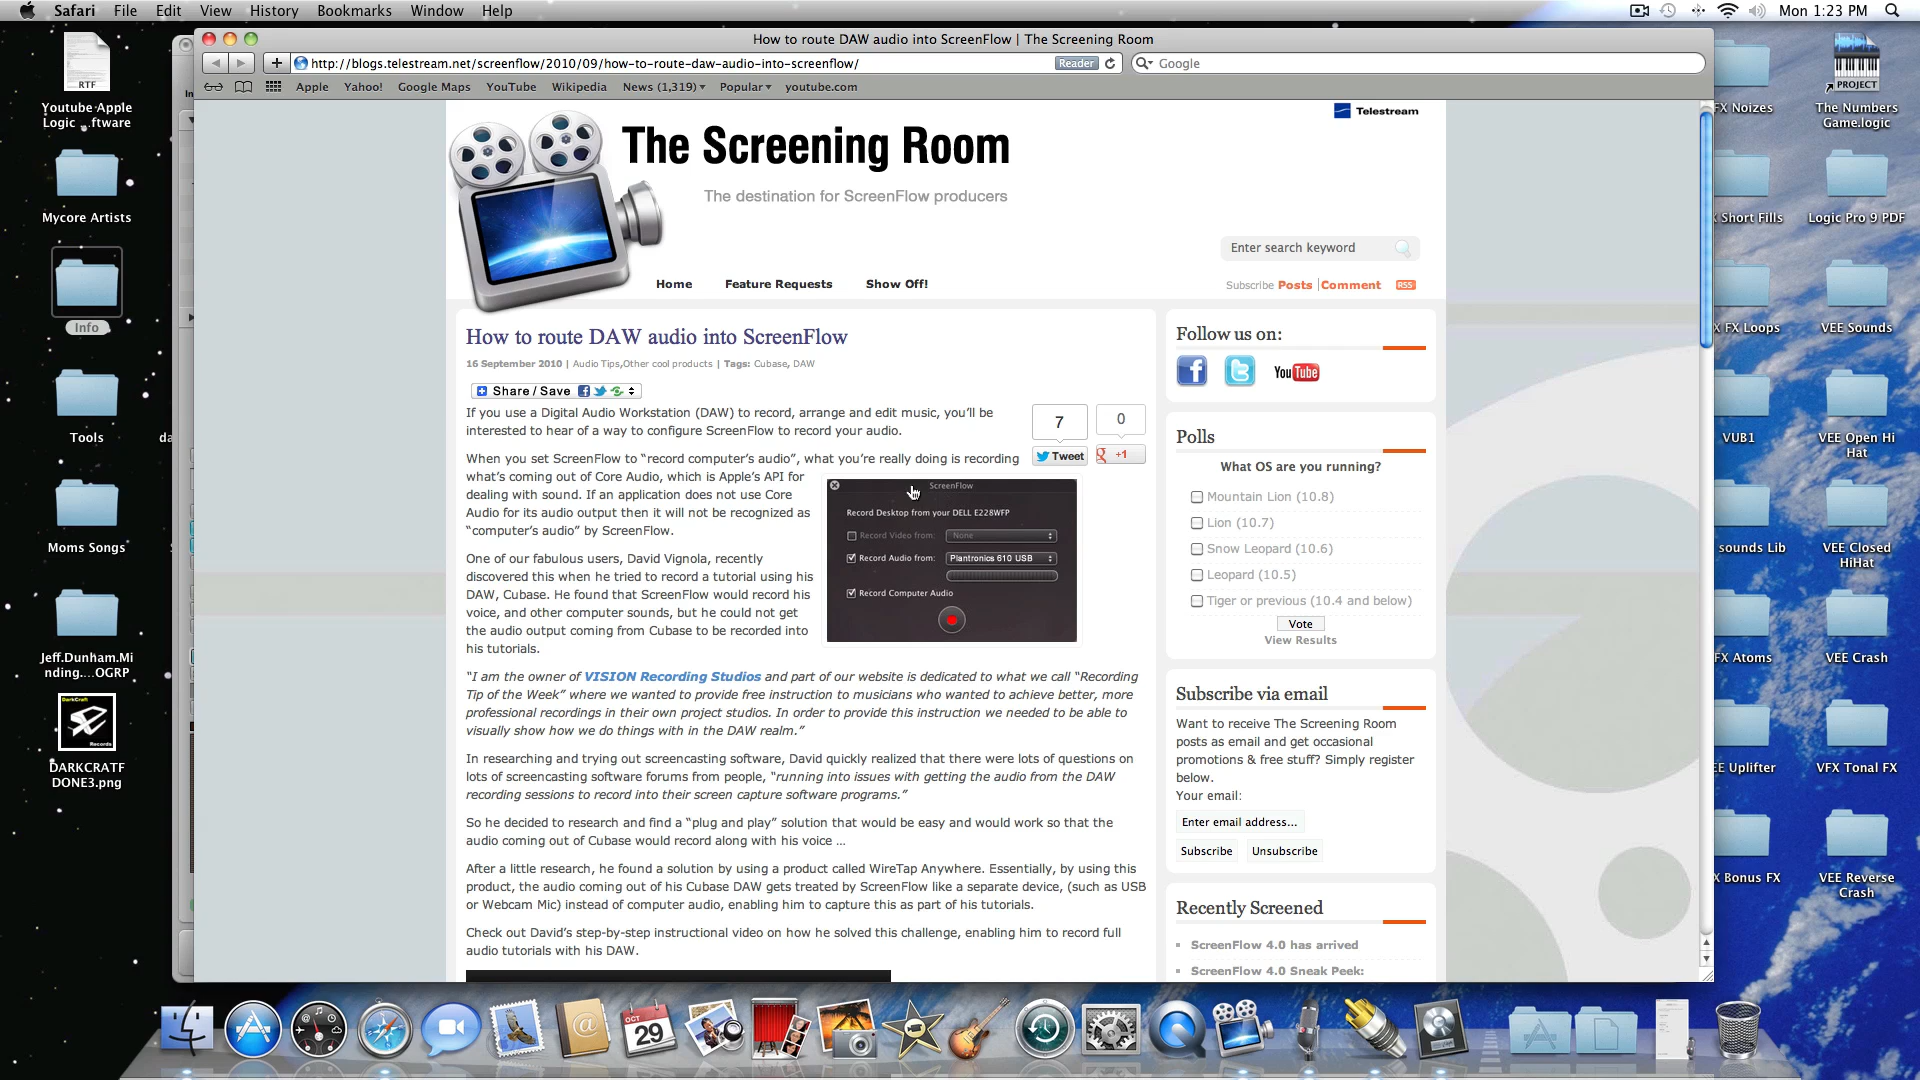 Safari File Edit View History Bookmarks Window Help
Mon 1:23 PM
How to route DAW audio into ScreenFlow | The Screening Room
http://blogs.telestream.net/screenflow/2010/09/how-to-route-daw-audio-into-screenflow/
Reader
Google
Apple Yahoo! Google Maps YouTube Wikipedia News (1,319) Popular youtube.com
RTF
Youtube Apple
Logic ...ftware
Mycore Artists
Info
Tools
Moms Songs
Jeff.Dunham.Mi
nding....OGRP
DarkCraft
Records
DARKCRATF
DONE3.png
Telestream
The Screening Room
The destination for ScreenFlow producers
Enter search keyword
Home Feature Requests Show Off!
Subscribe Posts | Comment RSS
How to route DAW audio into ScreenFlow
16 September 2010 | Audio Tips,Other cool products | Tags: Cubase, DAW
Share / Save
If you use a Digital Audio Workstation (DAW) to record, arrange and edit music, you’ll be
interested to hear of a way to configure ScreenFlow to record your audio.
7
Tweet
0
+1
When you set ScreenFlow to “record computer’s audio”, what you’re really doing is recording
what’s coming out of Core Audio, which is Apple’s API for
dealing with sound. If an application does not use Core
Audio for its audio output then it will not be recognized as
“computer’s audio” by ScreenFlow.
One of our fabulous users, David Vignola, recently
discovered this when he tried to record a tutorial using his
DAW, Cubase. He found that ScreenFlow would record his
voice, and other computer sounds, but he could not get
the audio output coming from Cubase to be recorded into
his tutorials.
ScreenFlow
Record Desktop from your DELL E228WFP
Record Video from: None
Record Audio from: Plantronics 610 USB
Record Computer Audio
“I am the owner of VISION Recording Studios and part of our website is dedicated to what we call “Recording
Tip of the Week” where we wanted to provide free instruction to musicians who wanted to achieve better, more
professional recordings in their own project studios. In order to provide this instruction we needed to be able to
visually show how we do things with in the DAW realm.”
In researching and trying out screencasting software, David quickly realized that there were lots of questions on
lots of screencasting software forums from people, “running into issues with getting the audio from the DAW
recording sessions to record into their screen capture software programs.”
So he decided to research and find a “plug and play” solution that would be easy and would work so that the
audio coming out of Cubase would record along with his voice …
After a little research, he found a solution by using a product called WireTap Anywhere. Essentially, by using this
product, the audio coming out of his Cubase DAW gets treated by ScreenFlow like a separate device, (such as USB
or Webcam Mic) instead of computer audio, enabling him to capture this as part of his tutorials.
Check out David’s step-by-step instructional video on how he solved this challenge, enabling him to record full
audio tutorials with his DAW.
Follow us on:
You Tube
Polls
What OS are you running?
Mountain Lion (10.8)
Lion (10.7)
Snow Leopard (10.6)
Leopard (10.5)
Tiger or previous (10.4 and below)
Vote
View Results
Subscribe via email
Want to receive The Screening Room
posts as email and get occasional
promotions & free stuff? Simply register
below.
Your email:
Enter email address...
Subscribe Unsubscribe
Recently Screened
ScreenFlow 4.0 has arrived
ScreenFlow 4.0 Sneak Peek:
FX Noizes
Short Fills
FX Loops
VUB1
sounds Lib
FX Atoms
Uplifter
Bonus FX
PROJECT
The Numbers
Game.logic
Logic Pro 9 PDF
VEE Sounds
VEE Open Hi
Hat
VEE Closed
HiHat
VEE Crash
VFX Tonal FX
VEE Reverse
Crash
OCT
29